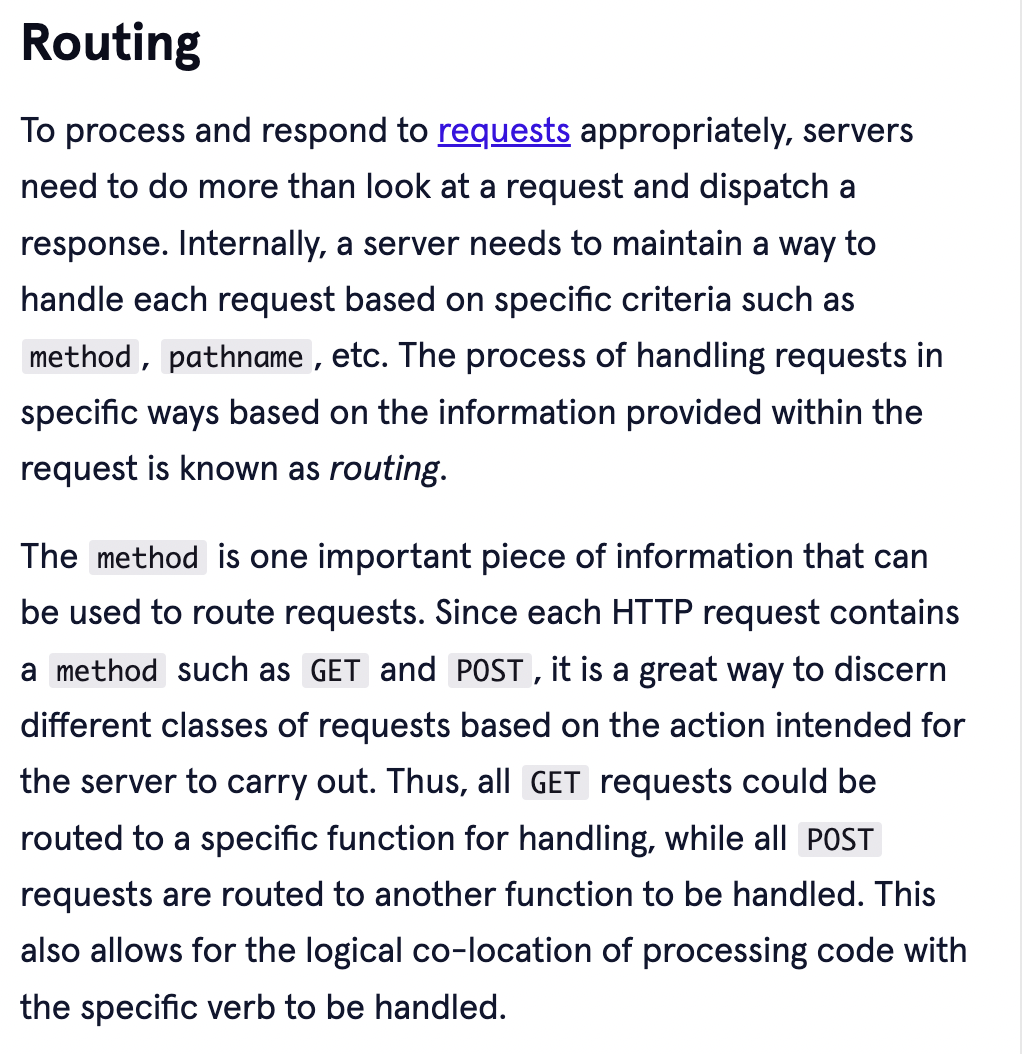 Routing
To process and respond to requests appropriately, servers
need to do more than look at a request and dispatch a
response. Internally, a server needs to maintain a way to
handle each request based on specific criteria such as
method, pathname, etc. The process of handling requests in
specific ways based on the information provided within the
request is known as routing.
The method is one important piece of information that can
be used to route requests. Since each HTTP request contains
a method such as GET and POST, it is a great way to discern
different classes of requests based on the action intended for
the server to carry out. Thus, all GET requests could be
routed to a specific function for handling, while all POST
requests are routed to another function to be handled. This
also allows for the logical co-location of processing code with
the specific verb to be handled.